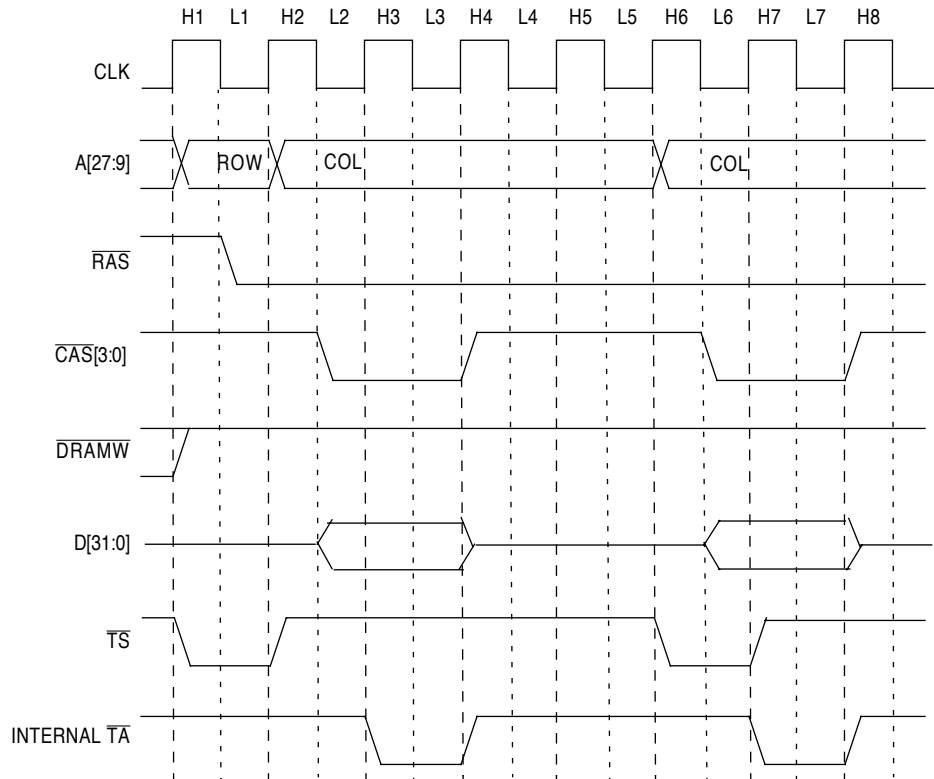 H1 L1 H2 L2 H3 L3 H4 L4 H5 L5 H6 L6 H7 L7 H8
CLK
A[27:9] ROW COL COL
RAS
CAS[3:0]
DRAMW
D[31:0]
TS
INTERNAL TA